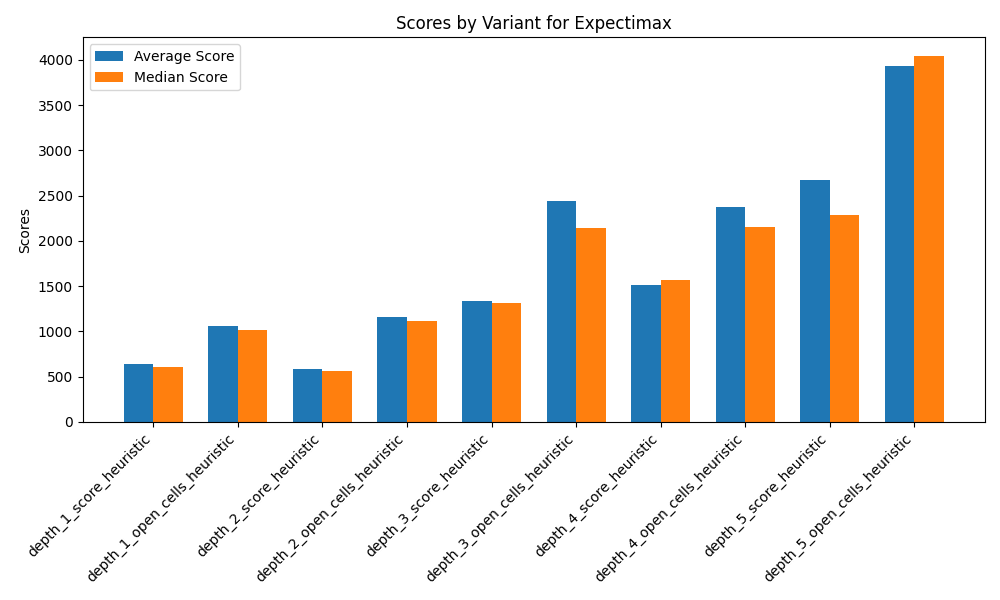 Scores by Variant for Expectimax
Average Score
Median Score
Scores
4000
3500
3000
2500
2000
1500
1000
500
0
depth_1_score_heuristic
depth_1_open_cells_heuristic
depth_2_score_heuristic
depth_2_open_cells_heuristic
depth_3_score_heuristic
depth_3_open_cells_heuristic
depth_4_score_heuristic
depth_4_open_cells_heuristic
depth_5_score_heuristic
depth_5_open_cells_heuristic